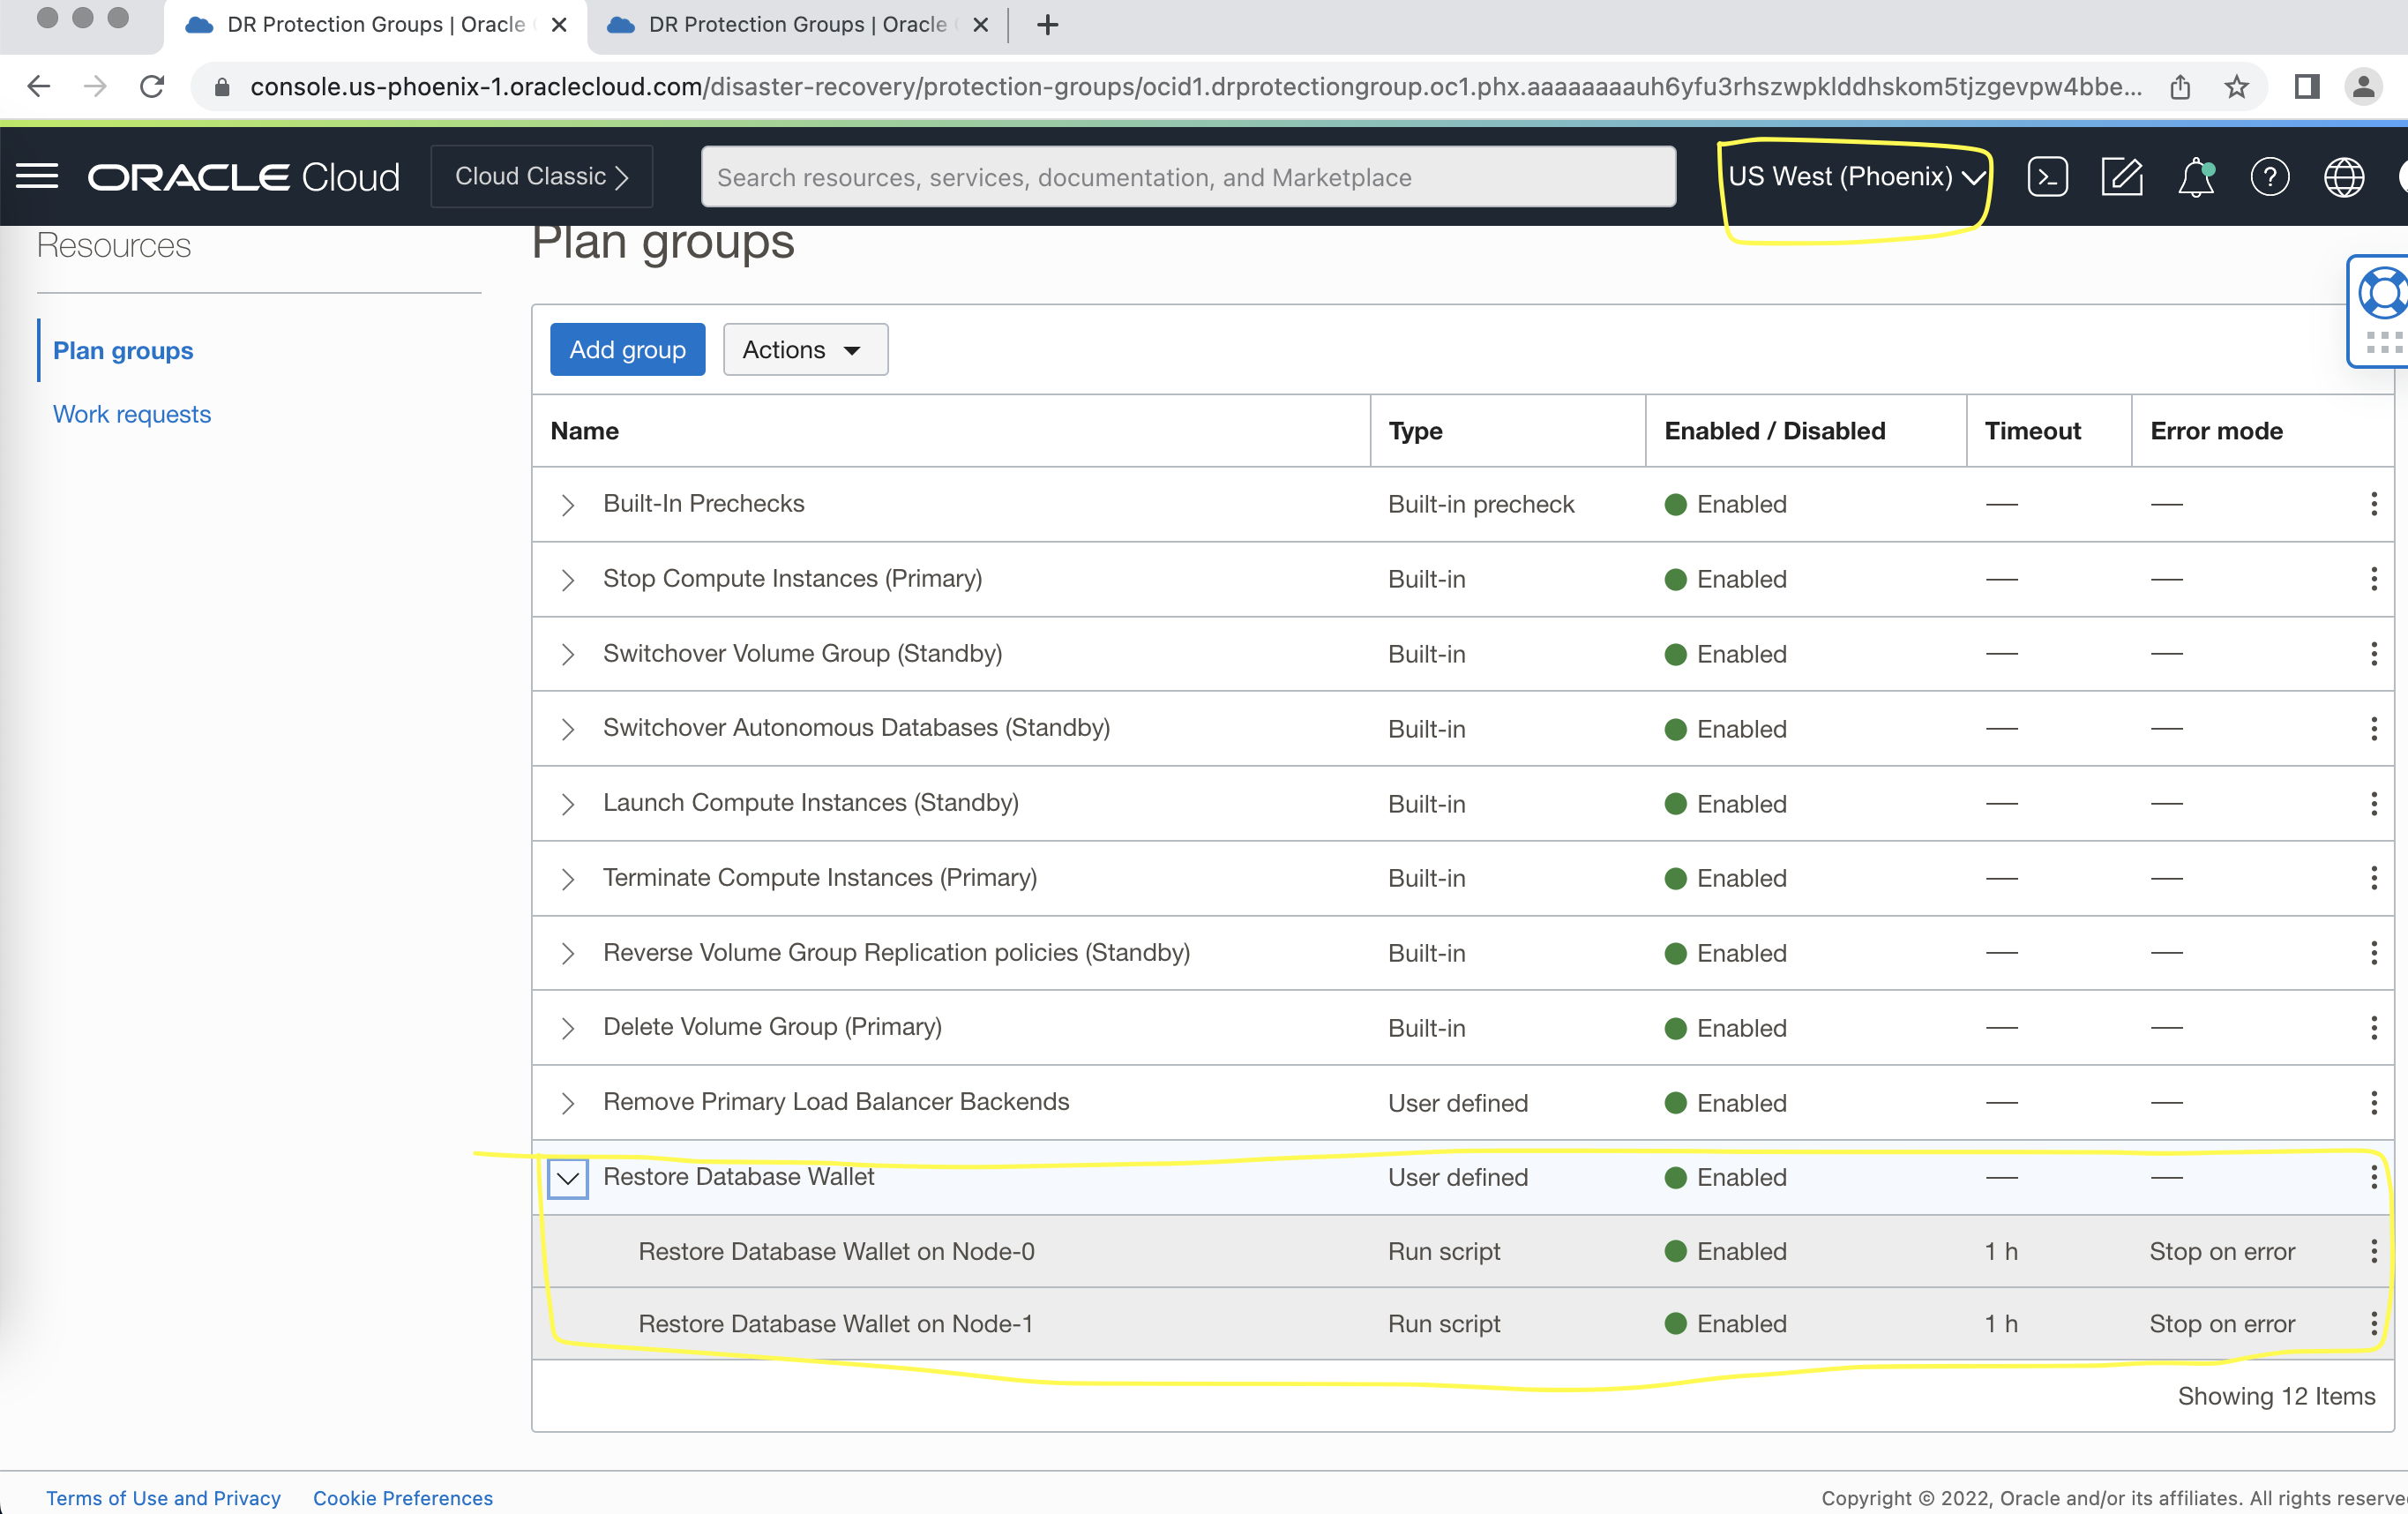 DR Protection Groups | Oracle
DR Protection Groups | Oracle
console.us-phoenix-1.oraclecloud.com/disaster-recovery/protection-groups/ocid1.drprotectiongroup.oc1.phx.aaaaaaaauh6yfu3rhszwpklddhskom5tjzgevpw4bbe...
ORACLE Cloud
Cloud Classic
Search resources, services, documentation, and Marketplace
US West (Phoenix)
Resources
Plan groups
Work requests
Plan groups
Add group
Actions
Name Type Enabled / Disabled Timeout Error mode
Built-In Prechecks Built-in precheck Enabled — —
Stop Compute Instances (Primary) Built-in Enabled — —
Switchover Volume Group (Standby) Built-in Enabled — —
Switchover Autonomous Databases (Standby) Built-in Enabled — —
Launch Compute Instances (Standby) Built-in Enabled — —
Terminate Compute Instances (Primary) Built-in Enabled — —
Reverse Volume Group Replication policies (Standby) Built-in Enabled — —
Delete Volume Group (Primary) Built-in Enabled — —
Remove Primary Load Balancer Backends User defined Enabled — —
Restore Database Wallet User defined Enabled — —
Restore Database Wallet on Node-0 Run script Enabled 1 h Stop on error
Restore Database Wallet on Node-1 Run script Enabled 1 h Stop on error
Showing 12 Items
Terms of Use and Privacy Cookie Preferences
Copyright © 2022, Oracle and/or its affiliates. All rights reserve